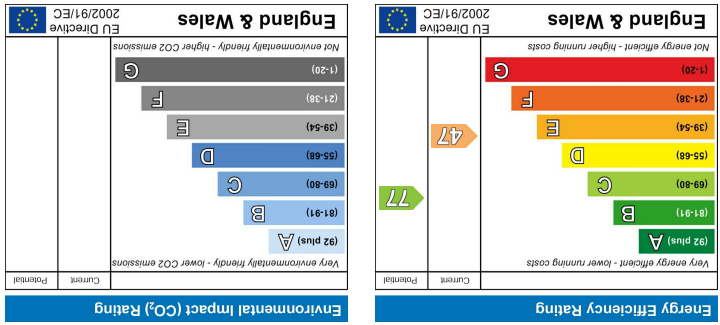 Energy Efficiency Rating
Current Potential
Very energy efficient - lower running costs
(92 plus) A
(81-91) B
(69-80) C
77
(55-68) D
(39-54) E
47
(21-38) F
(1-20) G
Not energy efficient - higher running costs
England & Wales
EU Directive
2002/91/EC
Environmental Impact (CO2) Rating
Current Potential
Very environmentally friendly - lower CO2 emissions
(92 plus) A
(81-91) B
(69-80) C
(55-68) D
(39-54) E
(21-38) F
(1-20) G
Not environmentally friendly - higher CO2 emissions
England & Wales
EU Directive
2002/91/EC